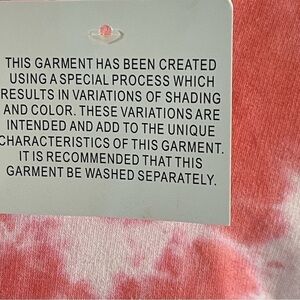 THIS GARMENT HAS BEEN CREATED
USING A SPECIAL PROCESS WHICH
RESULTS IN VARIATIONS OF SHADING
AND COLOR. THESE VARIATIONS ARE
INTENDED AND ADD TO THE UNIQUE
CHARACTERISTICS OF THIS GARMENT.
IT IS RECOMMENDED THAT THIS
GARMENT BE WASHED SEPARATELY.